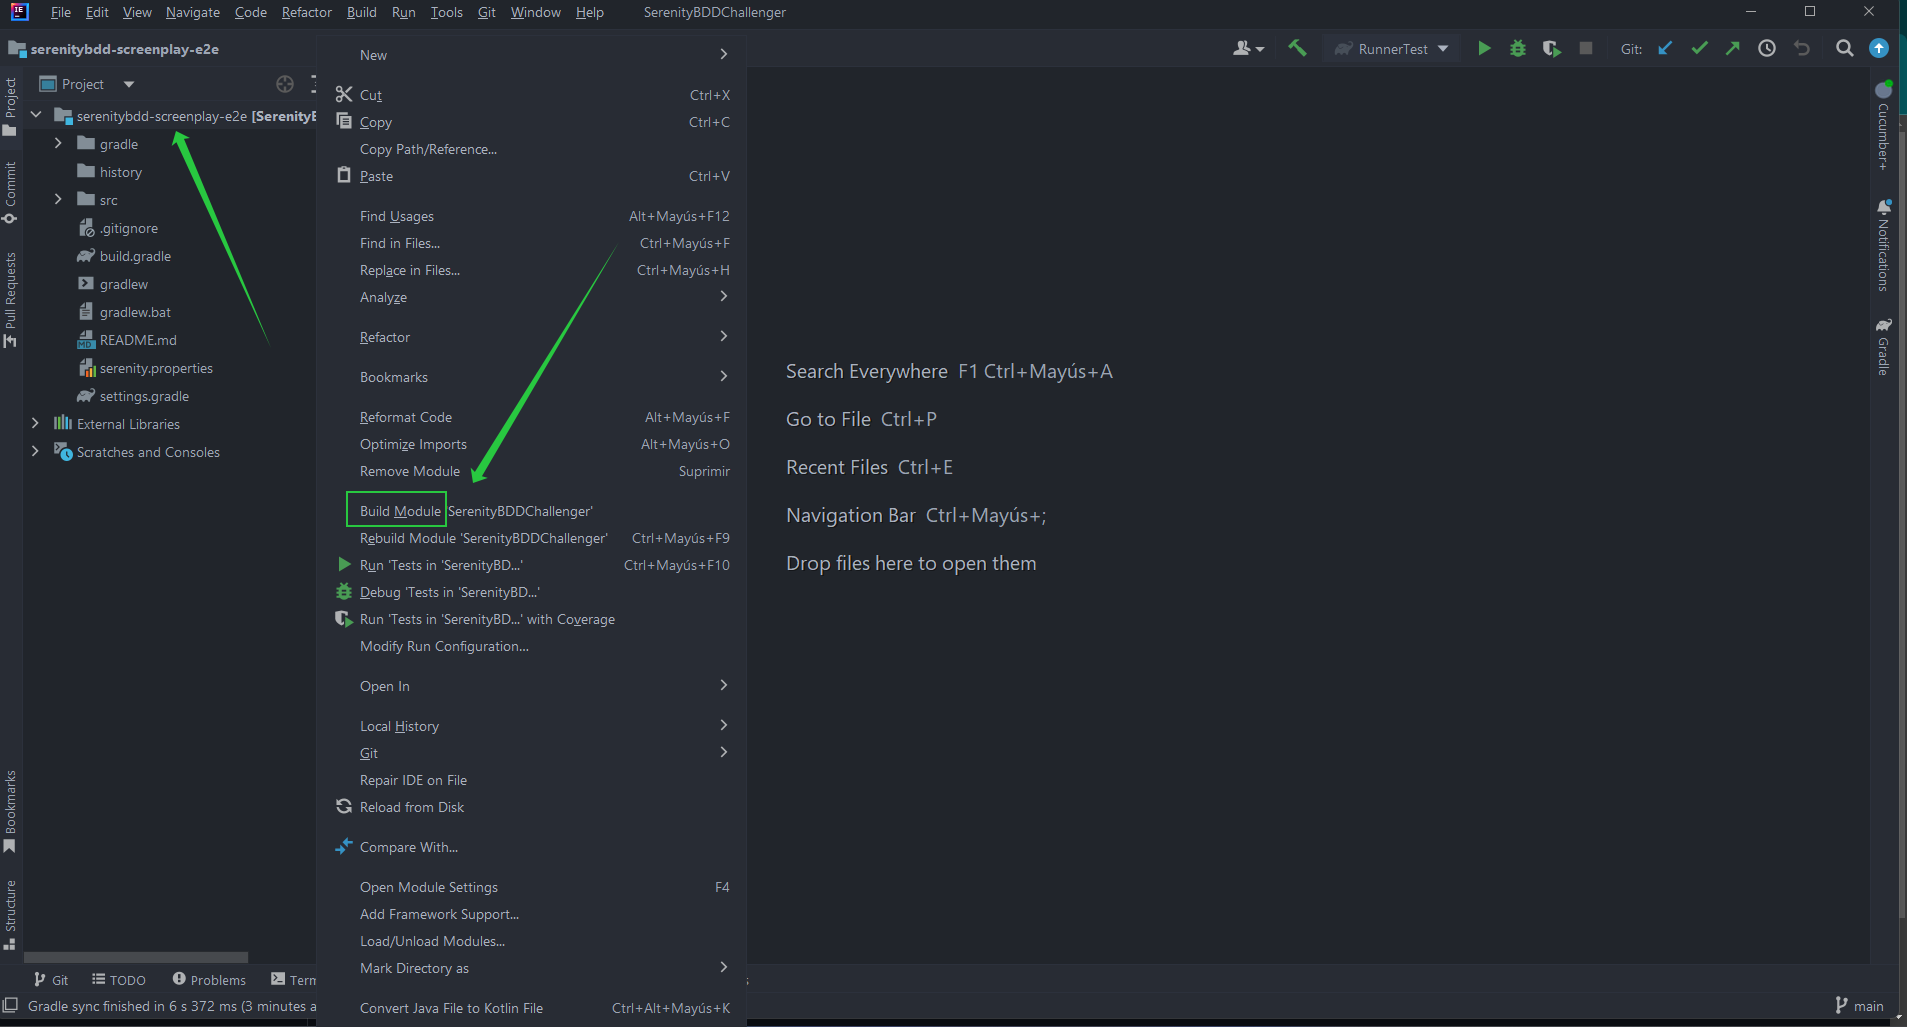 File Edit View Navigate Code Refactor Build Run Tools Git Window Help SerenityBDDChallenger
serenitybdd-screenplay-e2e
RunnerTest
Git:
Project
Project
Commit
Pull Requests
Bookmarks
Structure
serenitybdd-screenplay-e2e [Serenity
gradle
history
src
.gitignore
build.gradle
gradlew
gradlew.bat
README.md
serenity.properties
settings.gradle
External Libraries
Scratches and Consoles
New
Cut Ctrl+X
Copy Ctrl+C
Copy Path/Reference...
Paste Ctrl+V
Find Usages Alt+Mayús+F12
Find in Files... Ctrl+Mayús+F
Replace in Files... Ctrl+Mayús+H
Analyze
Refactor
Bookmarks
Reformat Code Alt+Mayús+F
Optimize Imports Alt+Mayús+O
Remove Module Suprimir
Build Module SerenityBDDChallenger'
Rebuild Module 'SerenityBDDChallenger' Ctrl+Mayús+F9
Run 'Tests in 'SerenityBD...' Ctrl+Mayús+F10
Debug 'Tests in 'SerenityBD...'
Run 'Tests in 'SerenityBD...' with Coverage
Modify Run Configuration...
Open In
Local History
Git
Repair IDE on File
Reload from Disk
Compare With...
Open Module Settings F4
Add Framework Support...
Load/Unload Modules...
Mark Directory as
Convert Java File to Kotlin File Ctrl+Alt+Mayús+K
Search Everywhere F1 Ctrl+Mayús+A
Go to File Ctrl+P
Recent Files Ctrl+E
Navigation Bar Ctrl+Mayús+;
Drop files here to open them
Cucumber+
Notifications
Gradle
Git TODO Problems Term
Gradle sync finished in 6 s 372 ms (3 minutes a
main